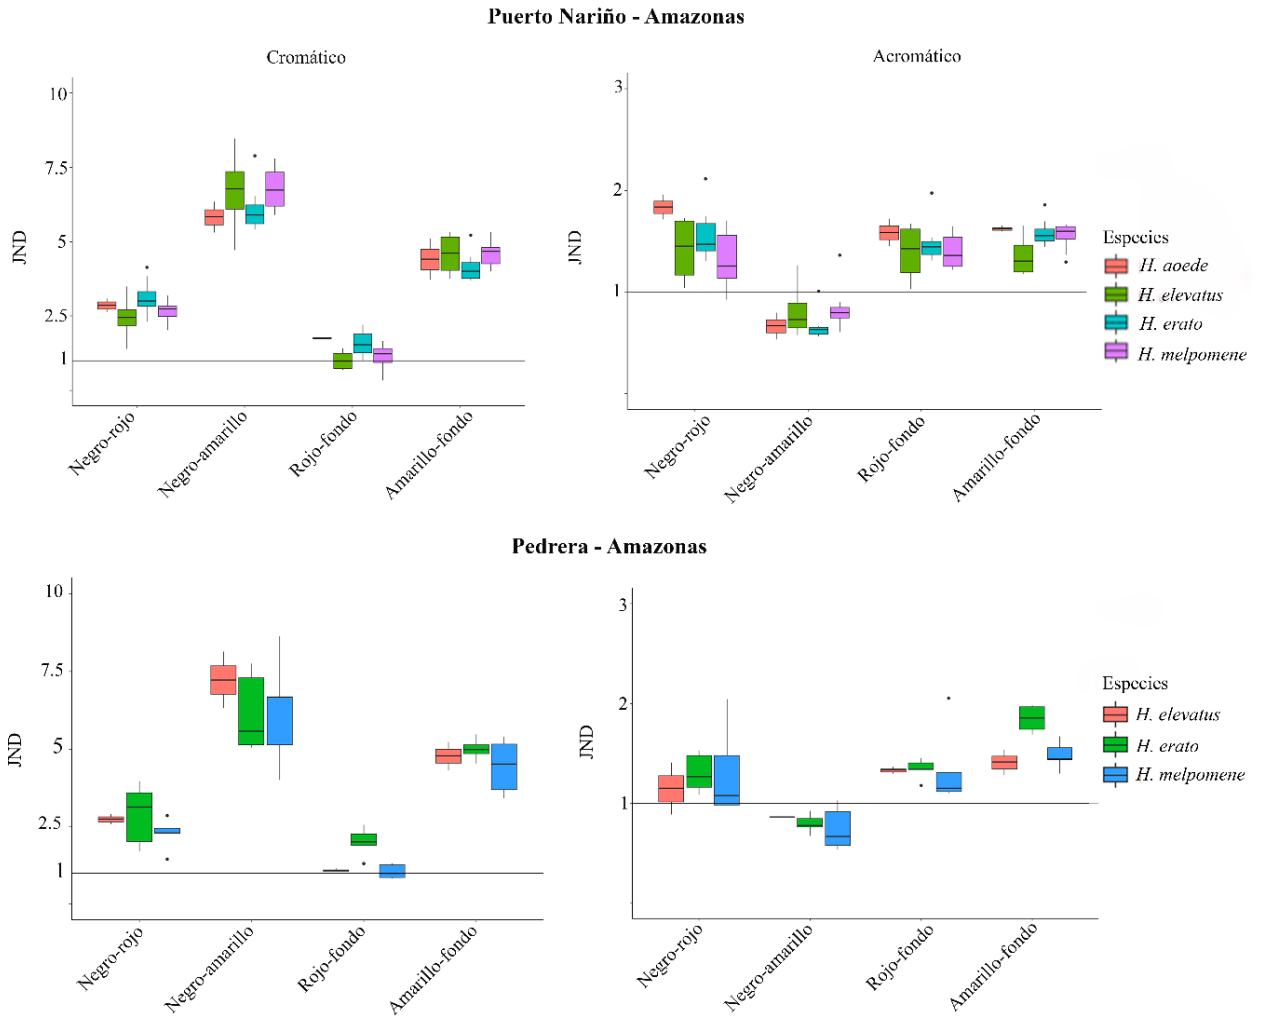 Puerto Nariño - Amazonas
Cromático
Acromático
10
7.5
5
2.5
1
JND
Negro-rojo
Negro-amarillo
Rojo-fondo
Amarillo-fondo
3
2
1
JND
Negro-rojo
Negro-amarillo
Rojo-fondo
Amarillo-fondo
Especies
H. aoede
H. elevatus
H. erato
H. melpomene
Pedrera - Amazonas
10
7.5
5
2.5
1
JND
Negro-rojo
Negro-amarillo
Rojo-fondo
Amarillo-fondo
3
2
1
JND
Negro-rojo
Negro-amarillo
Rojo-fondo
Amarillo-fondo
Especies
H. elevatus
H. erato
H. melpomene